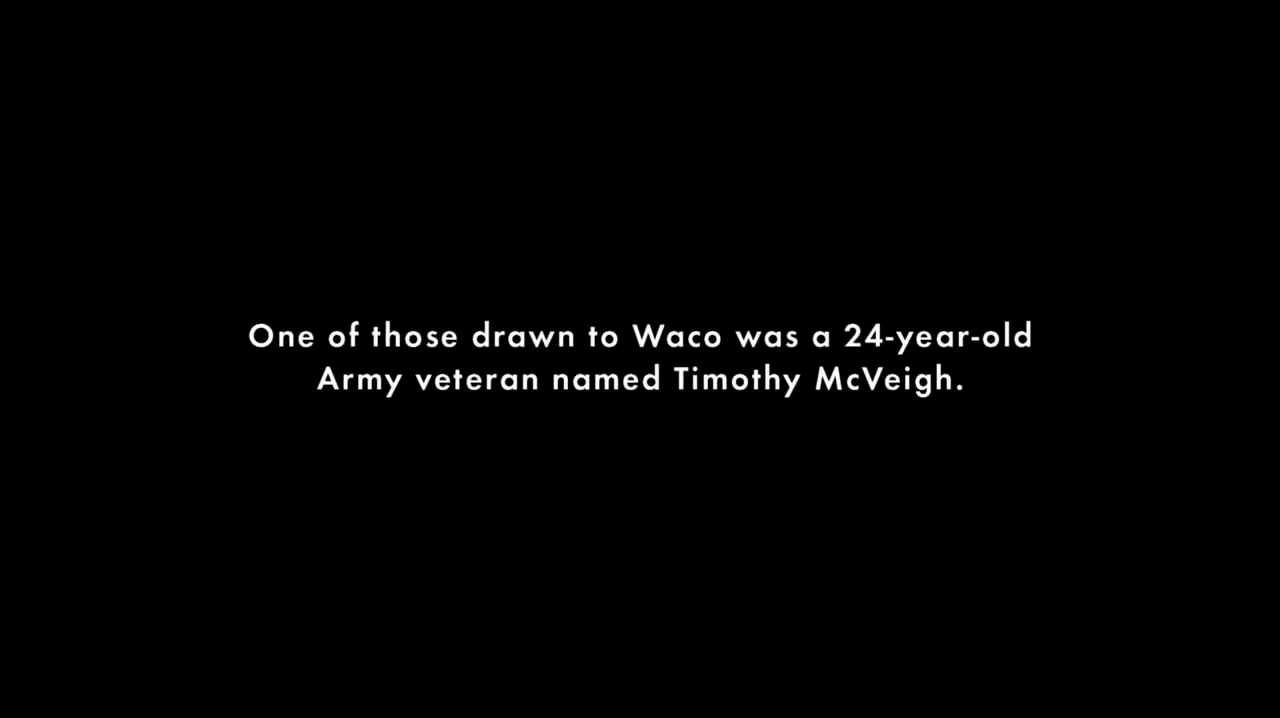 One of those drawn to Waco was a 24-year-old
Army veteran named Timothy McVeigh.